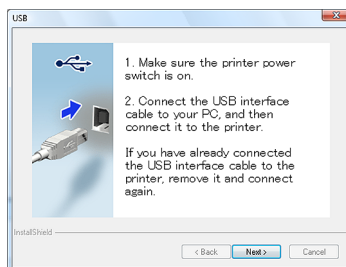 USB
1. Make sure the printer power
switch is on.
2. Connect the USB interface
cable to your PC, and then
connect it to the printer.
If you have already connected
the USB interface cable to the
printer, remove it and connect
again.
InstallShield
< Back
Next >
Cancel